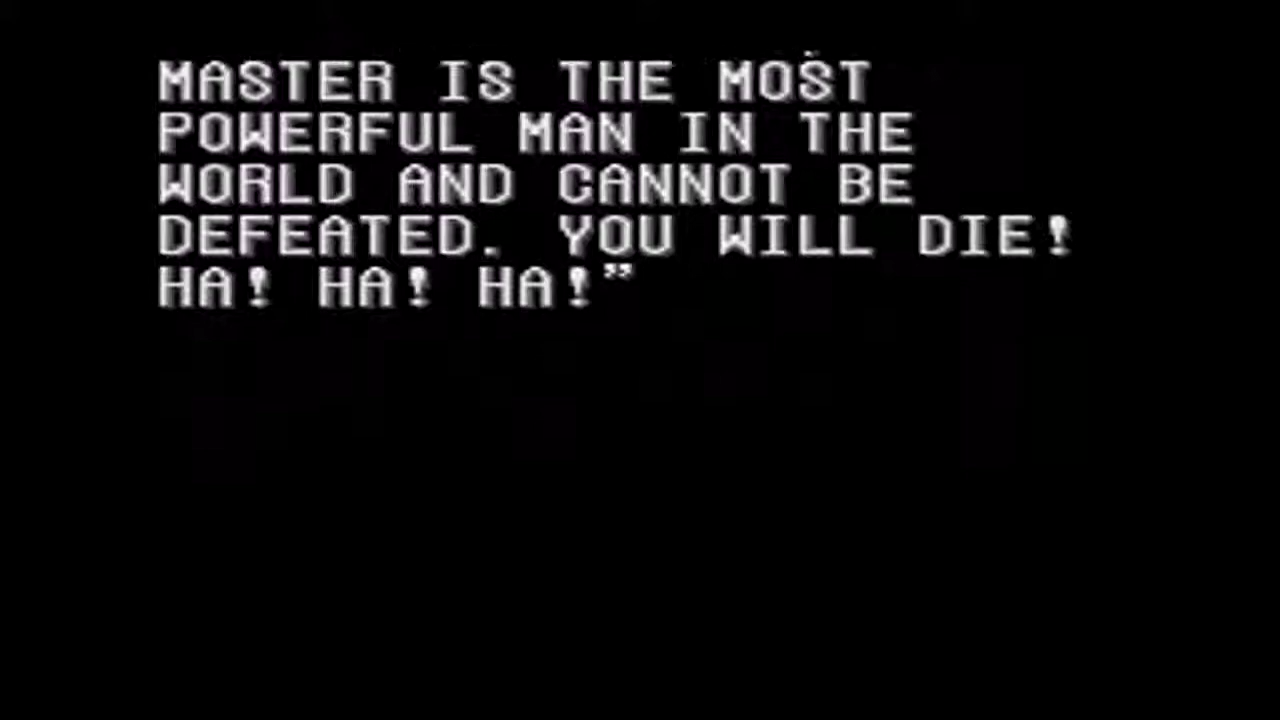 MASTER IS THE MOST
POWERFUL MAN IN THE
WORLD AND CANNOT BE
DEFEATED. YOU WILL DIE!
HA! HA! HA!”